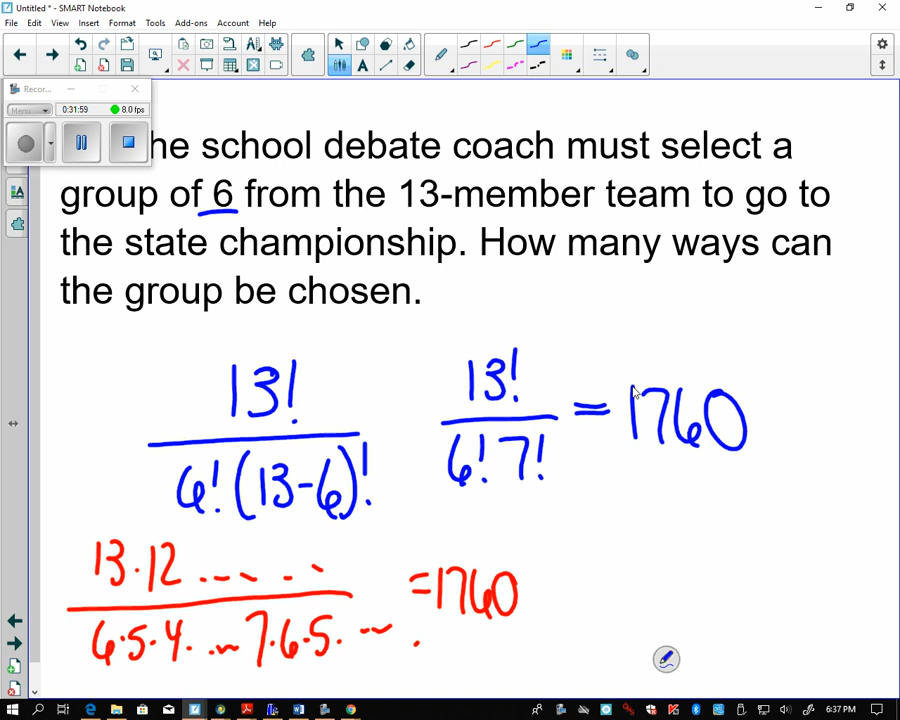 Untitled * - SMART Notebook
File Edit View Insert Format Tools Add-ons Account Help
Recor...
Menu
0:31:59 8.0 fps
he school debate coach must select a
group of 6 from the 13-member team to go to
the state championship. How many ways can
the group be chosen.
13!
6!(13-6)!
13!
6!7!
= 1760
13·12 ......
6·5·4· ... 7·6·5· ...
=1760
6:37 PM